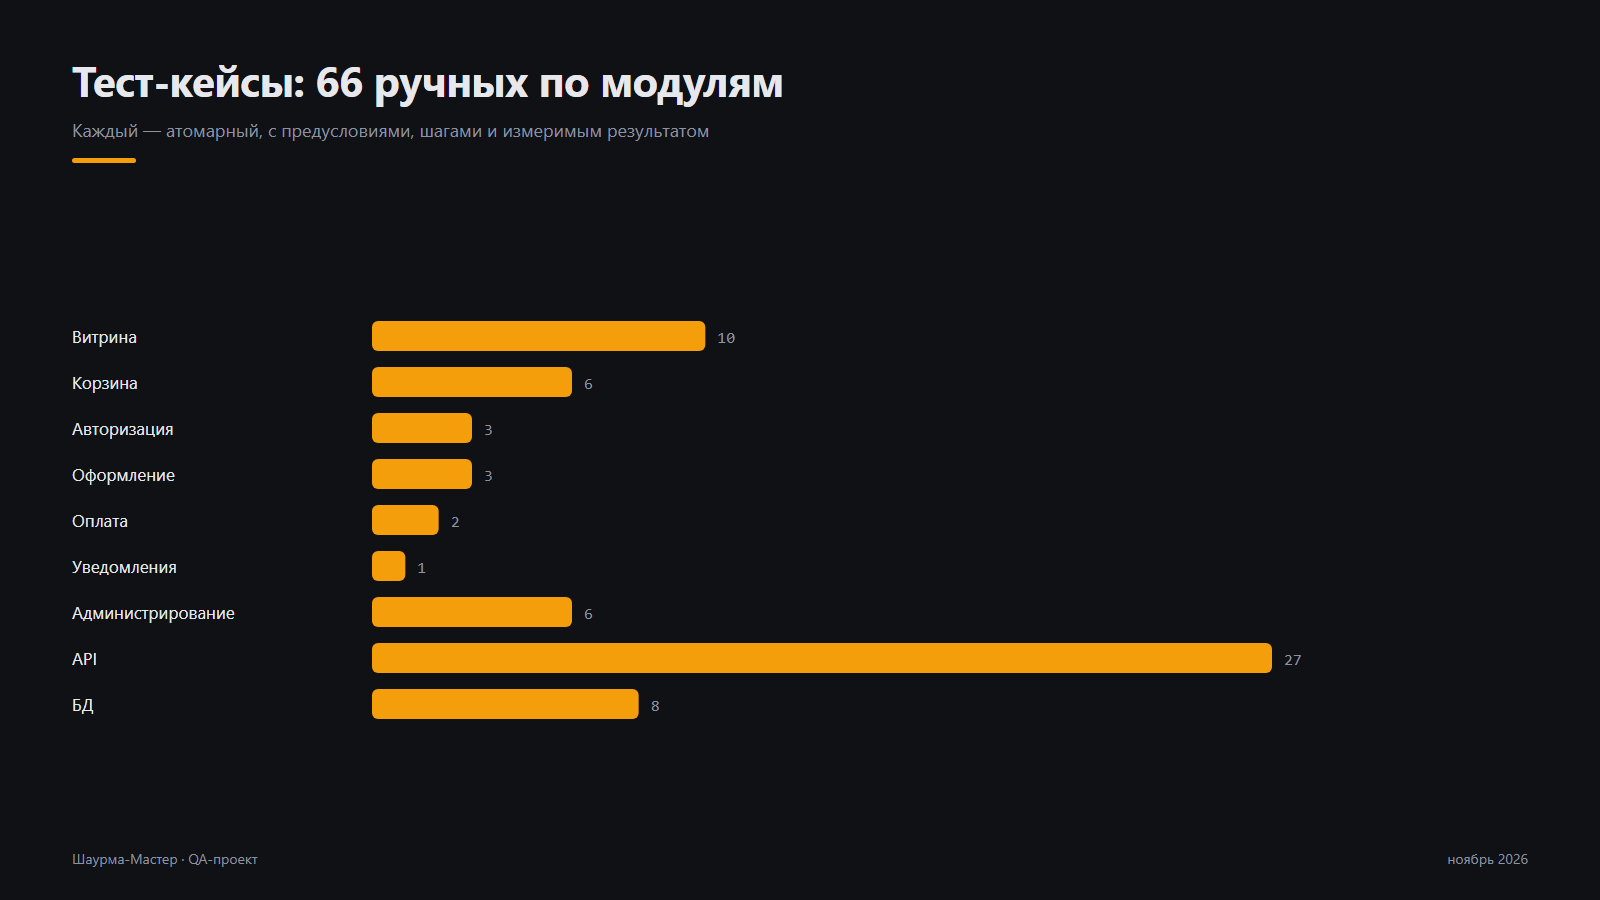 Тест-кейсы: 66 ручных по модулям
Каждый — атомарный, с предусловиями, шагами и измеримым результатом
Витрина 10
Корзина 6
Авторизация 3
Оформление 3
Оплата 2
Уведомления 1
Администрирование 6
API 27
БД 8
Шаурма-Мастер · QA-проект
ноябрь 2026